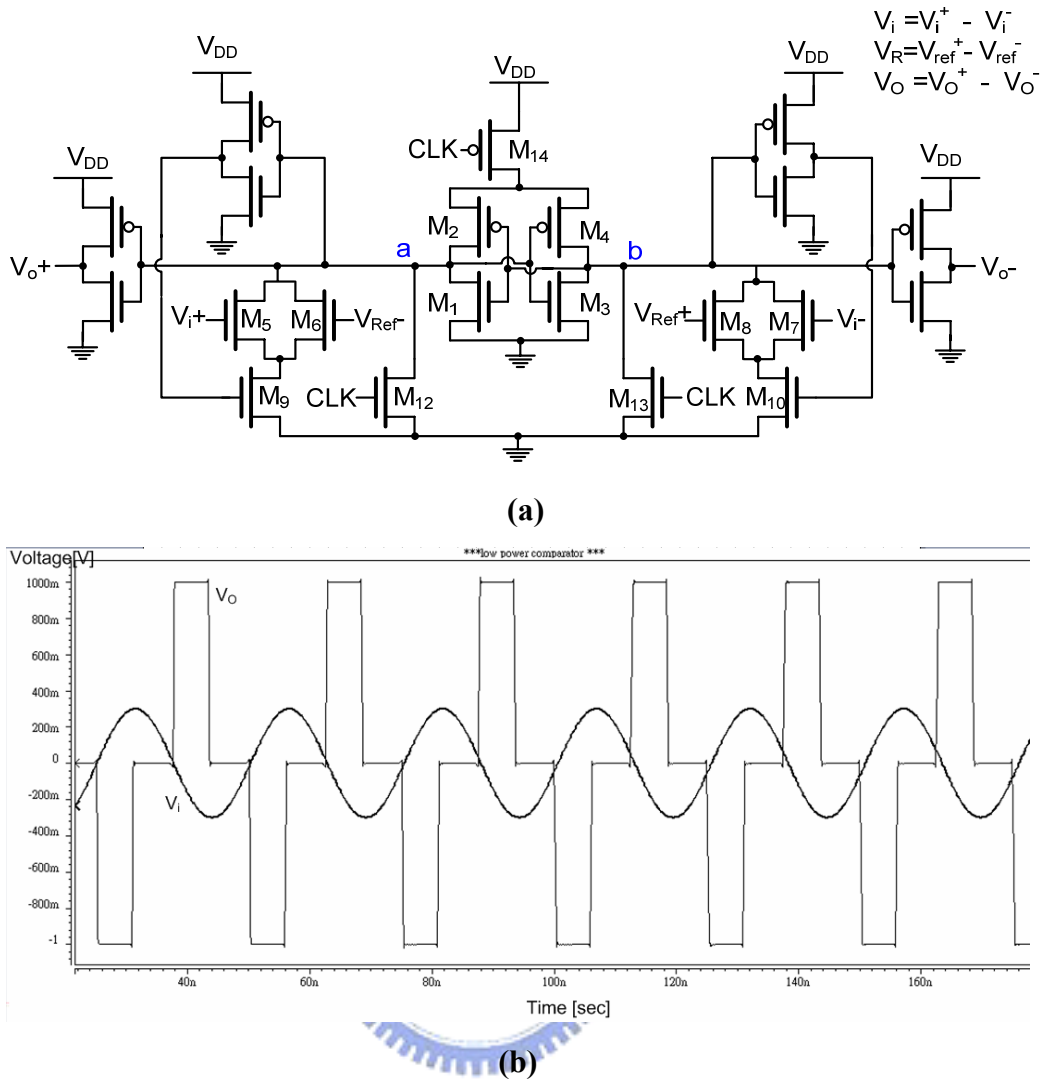 Vi =Vi+ - Vi-
VR=Vref+- Vref-
VO =VO+ - VO-
VDD
VDD
VDD
CLK
M14
VDD
VDD
M2
M4
a
b
Vo+
Vo-
M1
M3
Vi+
M5
M6
VRef-
VRef+
M8
M7
Vi-
M9
CLK
M12
M13
CLK
M10
(a)
Voltage[V]
***low power comparator ***
1000m
VO
800m
600m
400m
200m
0
-200m
Vi
-400m
-600m
-800m
-1
40n
60n
80n
100n
120n
140n
160n
Time [sec]
(b)